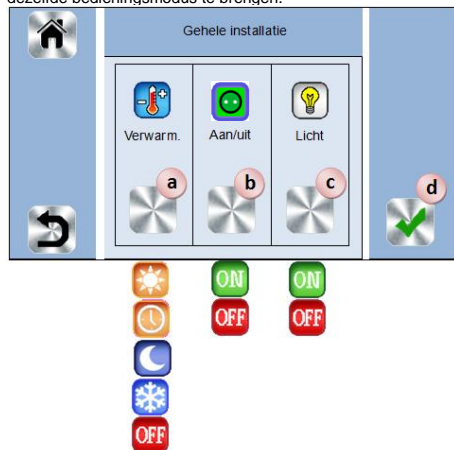 dezelfde bedieningsmodus te brengen.
Gehele installatie
Verwarm. Aan/uit Licht
a b c d
ON ON
OFF OFF
OFF